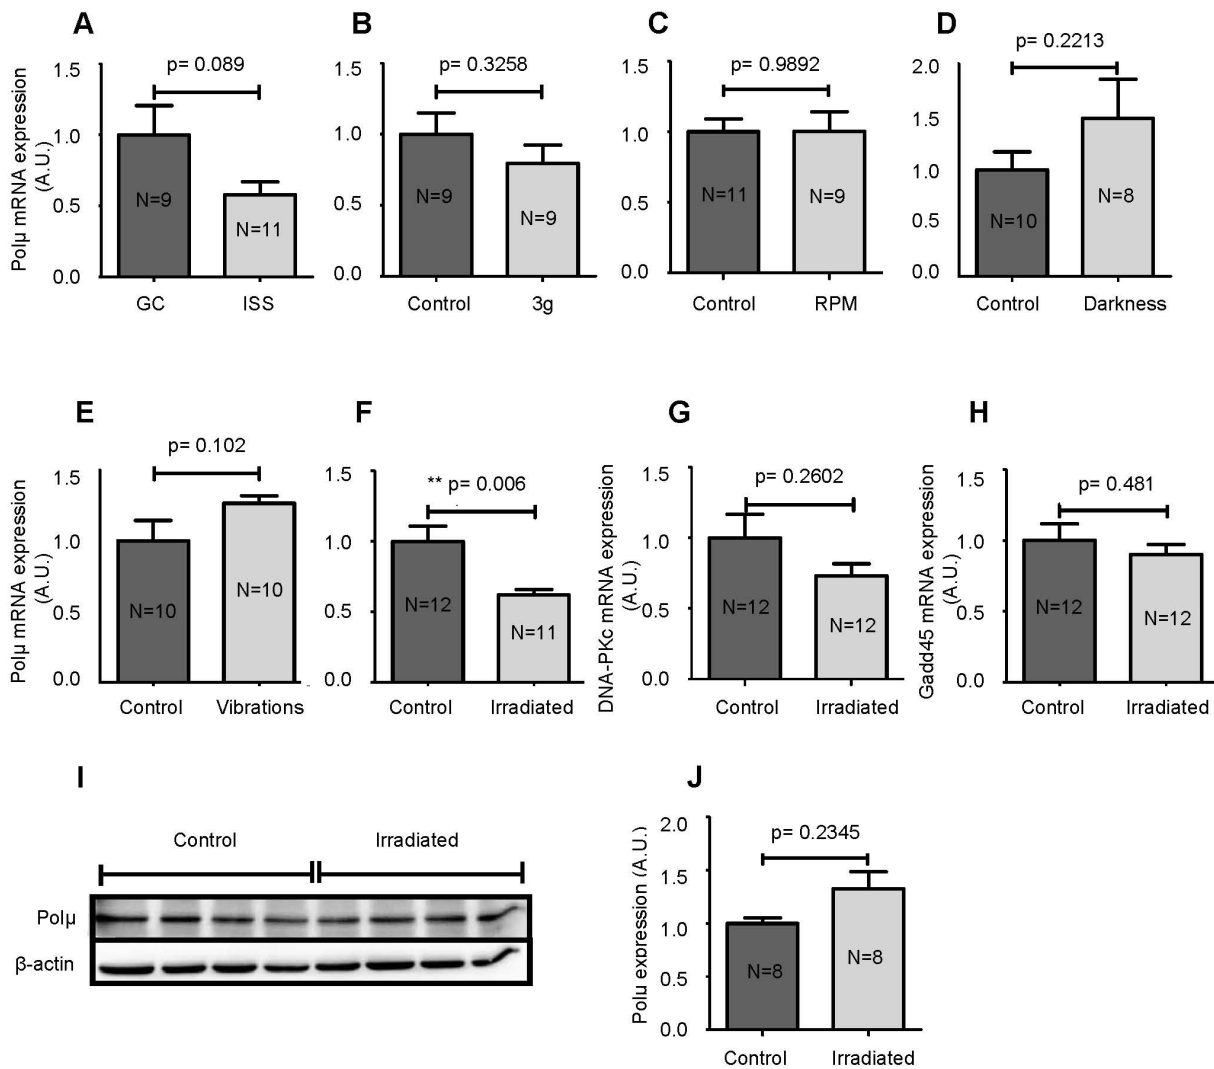 A
B
C
D
p= 0.089
p= 0.3258
p= 0.9892
p= 0.2213
Polμ mRNA expression
(A.U.)
1.5
1.0
0.5
0.0
N=9
N=11
GC
ISS
1.5
1.0
0.5
0.0
N=9
N=9
Control
3g
1.5
1.0
0.5
0.0
N=11
N=9
Control
RPM
2.0
1.5
1.0
0.5
0.0
N=10
N=8
Control
Darkness
E
F
G
H
p= 0.102
** p= 0.006
p= 0.2602
p= 0.481
Polμ mRNA expression
(A.U.)
1.5
1.0
0.5
0.0
N=10
N=10
Control
Vibrations
1.5
1.0
0.5
0.0
N=12
N=11
Control
Irradiated
DNA-PKc mRNA expression
(A.U.)
1.5
1.0
0.5
0.0
N=12
N=12
Control
Irradiated
Gadd45 mRNA expression
(A.U.)
1.5
1.0
0.5
0.0
N=12
N=12
Control
Irradiated
I
Control
Irradiated
Polμ
β-actin
J
p= 0.2345
Polu expression (A.U.)
2.0
1.5
1.0
0.5
0.0
N=8
N=8
Control
Irradiated